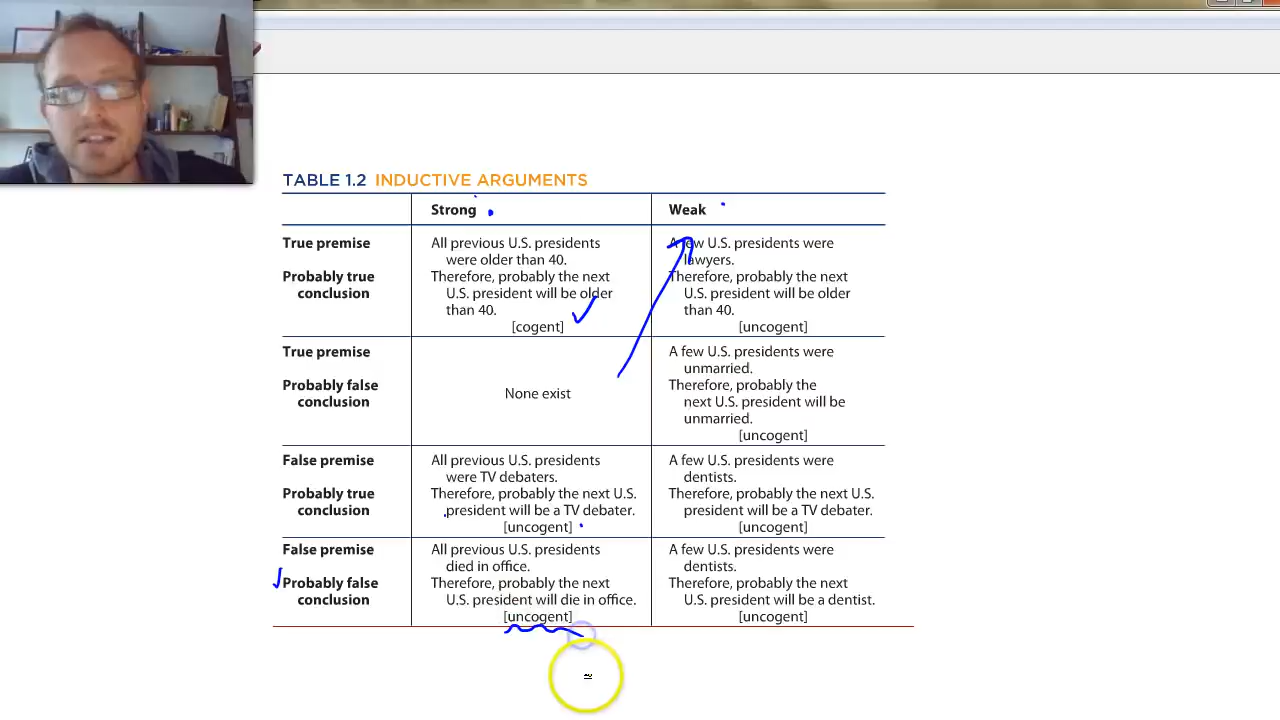 TABLE 1.2 INDUCTIVE ARGUMENTS
Strong
Weak
True premise
Probably true
conclusion
All previous U.S. presidents
were older than 40.
Therefore, probably the next
U.S. president will be older
than 40.
[cogent]
A few U.S. presidents were
lawyers.
Therefore, probably the next
U.S. president will be older
than 40.
[uncogent]
True premise
Probably false
conclusion
None exist
A few U.S. presidents were
unmarried.
Therefore, probably the
next U.S. president will be
unmarried.
[uncogent]
False premise
Probably true
conclusion
All previous U.S. presidents
were TV debaters.
Therefore, probably the next U.S.
president will be a TV debater.
[uncogent]
A few U.S. presidents were
dentists.
Therefore, probably the next U.S.
president will be a TV debater.
[uncogent]
False premise
Probably false
conclusion
All previous U.S. presidents
died in office.
Therefore, probably the next
U.S. president will die in office.
[uncogent]
A few U.S. presidents were
dentists.
Therefore, probably the next
U.S. president will be a dentist.
[uncogent]